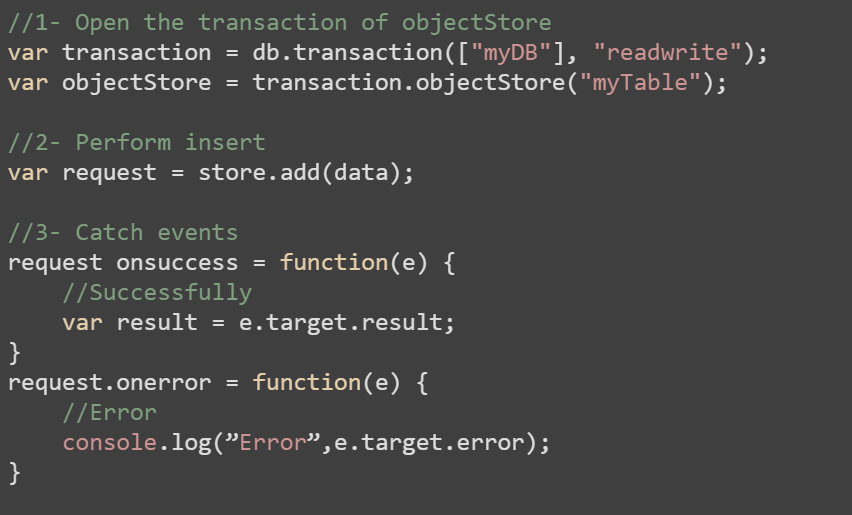 //1- Open the transaction of objectStore
var transaction = db.transaction(["myDB"], "readwrite");
var objectStore = transaction.objectStore("myTable");
//2- Perform insert
var request = store.add(data);
//3- Catch events
request onsuccess = function(e) {
//Successfully
var result = e.target.result;
}
request.onerror = function(e) {
//Error
console.log(”Error”,e.target.error);
}